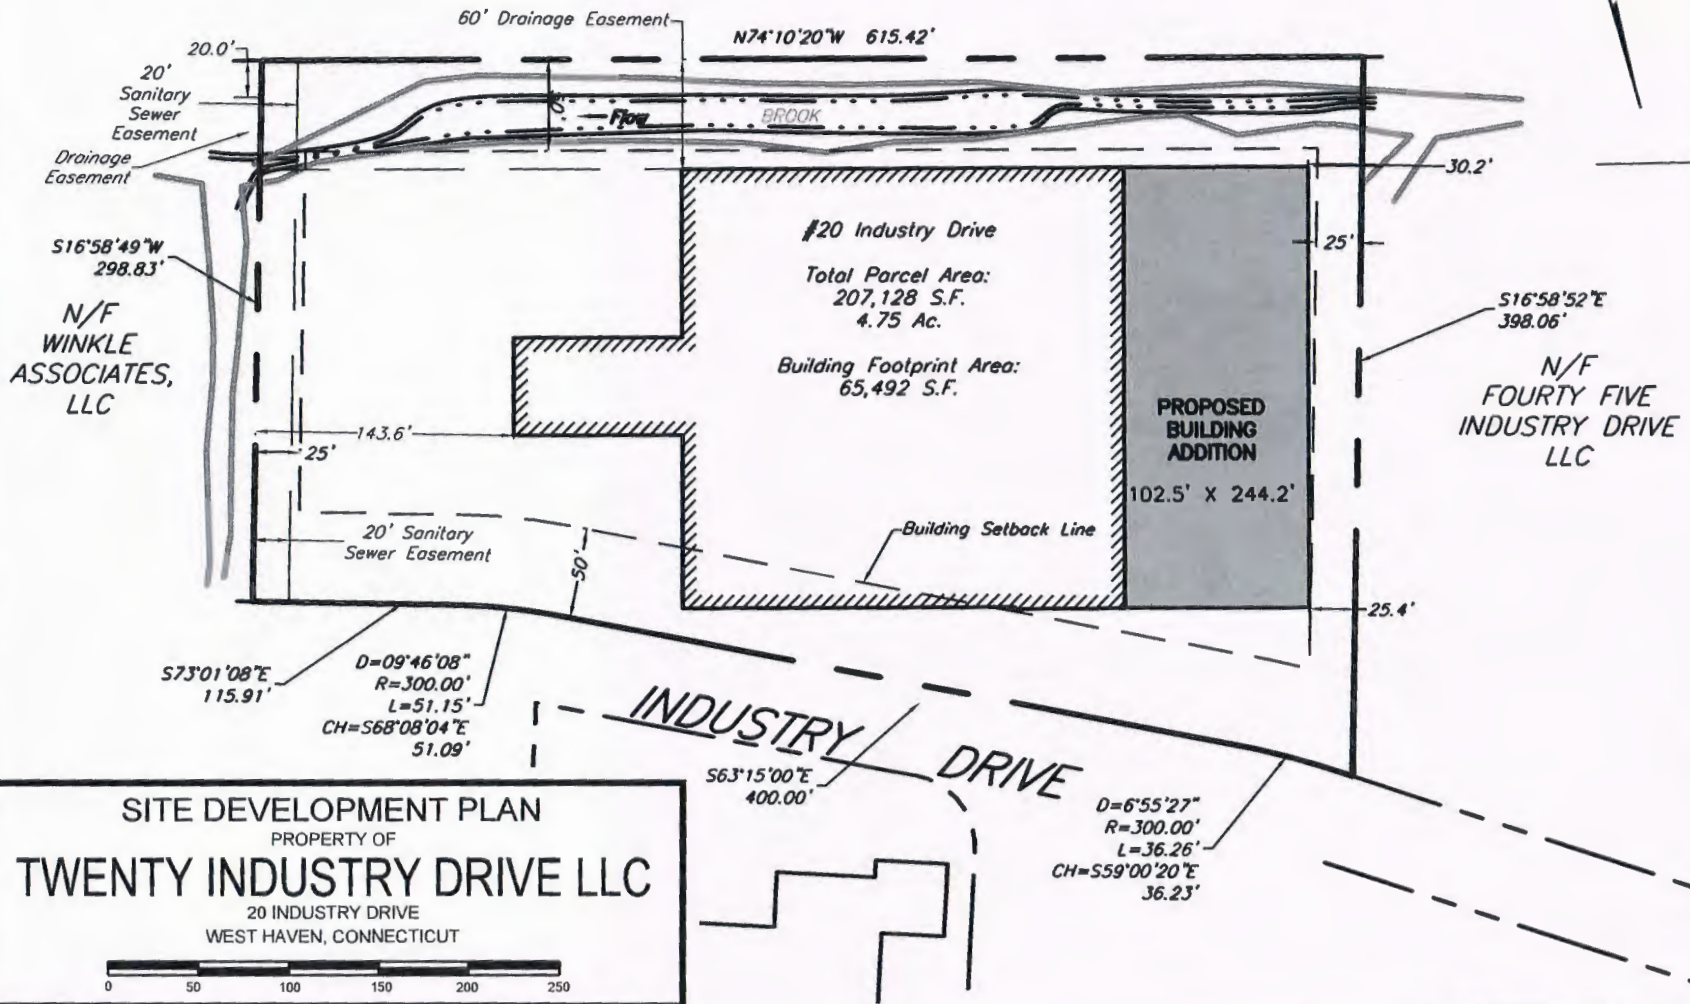 60' Drainage Easement
N74°10'20"W 615.42'
20.0'
20'
Sanitary
Sewer
Easement
Drainage
Easement
50'
Flow
BROOK
30.2'
S16°58'49"W
298.83'
N/F
WINKLE
ASSOCIATES,
LLC
#20 Industry Drive
Total Parcel Area:
207,128 S.F.
4.75 Ac.
Building Footprint Area:
65,492 S.F.
25'
S16°58'52"E
398.06'
N/F
FOURTY FIVE
INDUSTRY DRIVE
LLC
PROPOSED
BUILDING
ADDITION
102.5' X 244.2'
143.6'
25'
20' Sanitary
Sewer Easement
50'
Building Setback Line
25.4'
S73°01'08"E
115.91'
D=09°46'08"
R=300.00'
L=51.15'
CH=S68°08'04"E
51.09'
INDUSTRY DRIVE
S63°15'00"E
400.00'
D=6°55'27"
R=300.00'
L=36.26'
CH=S59°00'20"E
36.23'
SITE DEVELOPMENT PLAN
PROPERTY OF
TWENTY INDUSTRY DRIVE LLC
20 INDUSTRY DRIVE
WEST HAVEN, CONNECTICUT
0 50 100 150 200 250